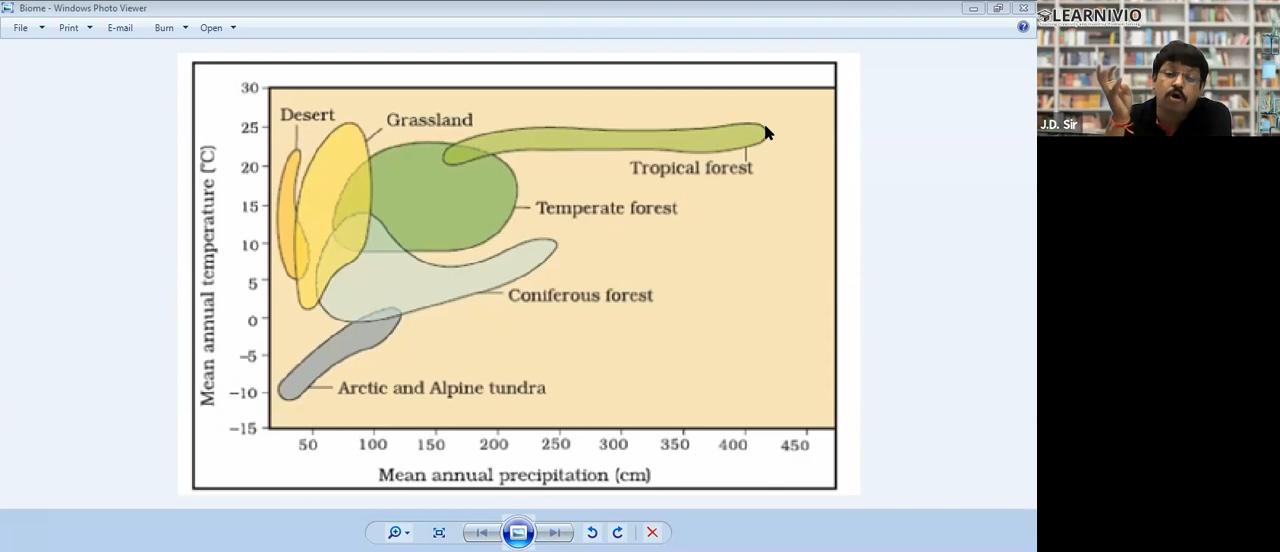 Biome - Windows Photo Viewer
File Print E-mail Burn Open
LEARNIVIO
J.D. Sir
30
25
20
15
10
5
0
−5
−10
−15
Mean annual temperature (°C)
Desert
Grassland
Tropical forest
Temperate forest
Coniferous forest
Arctic and Alpine tundra
50 100 150 200 250 300 350 400 450
Mean annual precipitation (cm)